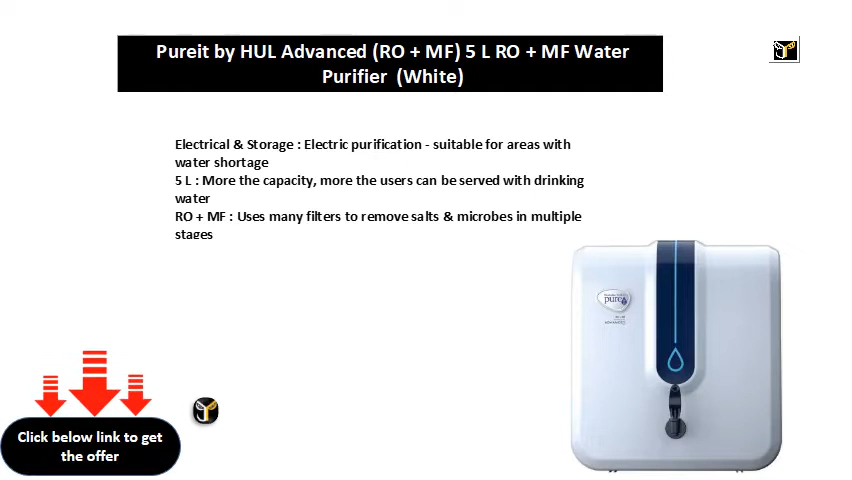 Pureit by HUL Advanced (RO + MF) 5 L RO + MF Water
Purifier (White)
Electrical & Storage : Electric purification - suitable for areas with
water shortage
5 L : More the capacity, more the users can be served with drinking
water
RO + MF : Uses many filters to remove salts & microbes in multiple
stages
Click below link to get
the offer